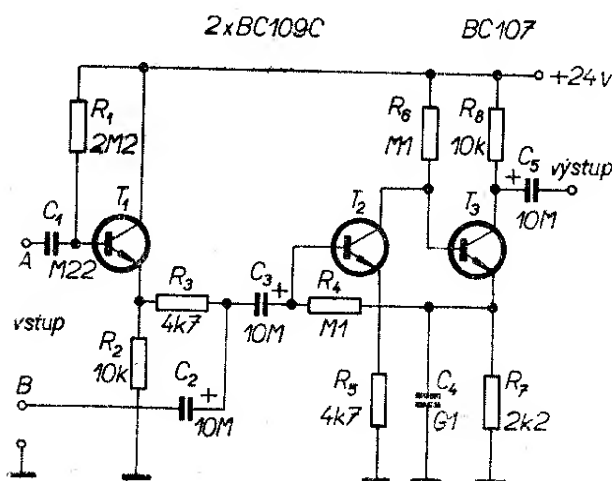 2xBC109C
BC107
+24V
R1
2M2
R6
M1
R8
10k
C5
výstup
10M
C1
T1
T2
T3
A
M22
R3
4k7
C3
10M
R4
M1
vstup
R2
10k
C2
10M
B
R5
4k7
C4
G1
R7
2k2
+
+
+